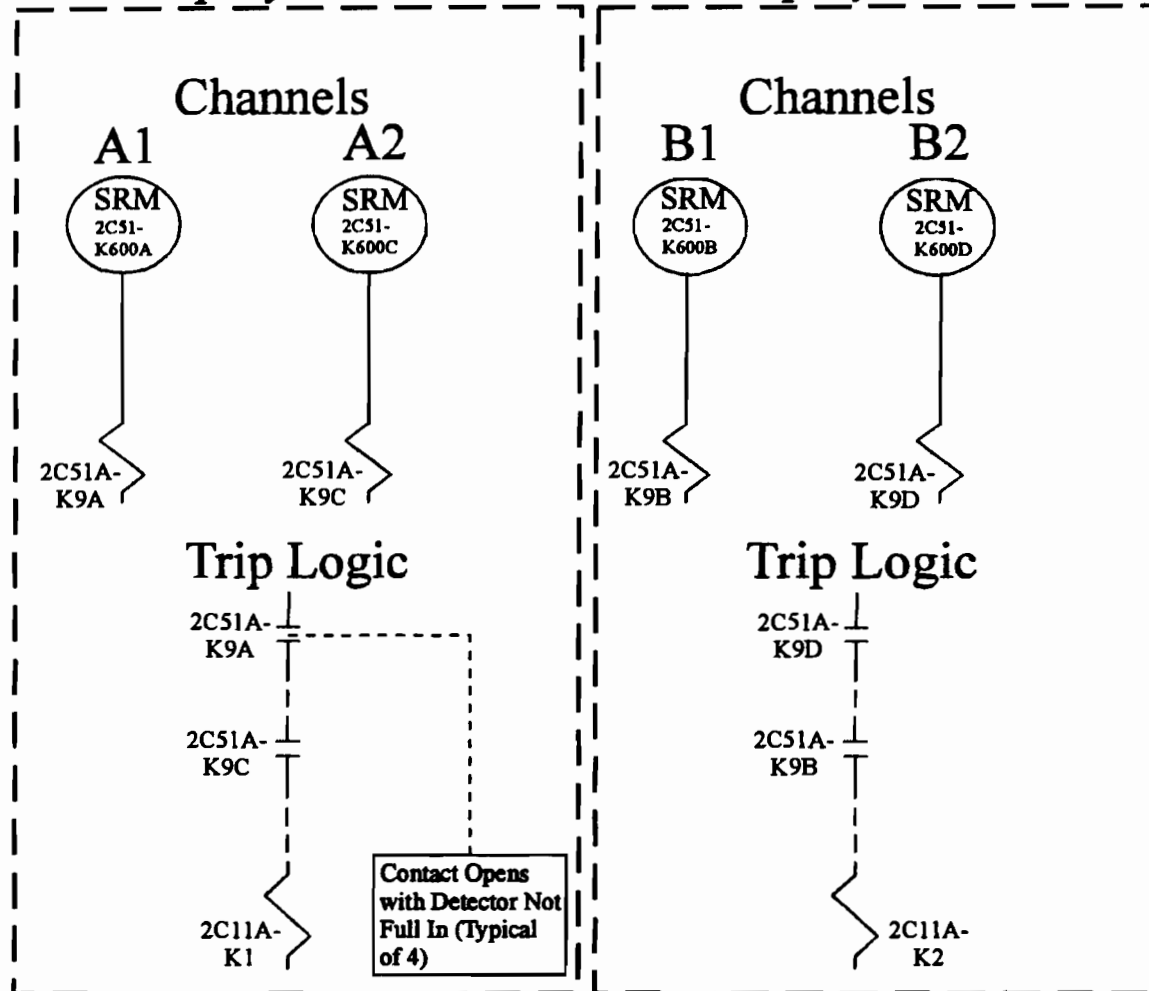 Channels
A1
A2
SRM
2C51-
K600A
SRM
2C51-
K600C
2C51A-
K9A
2C51A-
K9C
Trip Logic
2C51A-
K9A
2C51A-
K9C
2C11A-
K1
Contact Opens
with Detector Not
Full In (Typical
of 4)
Channels
B1
B2
SRM
2C51-
K600B
SRM
2C51-
K600D
2C51A-
K9B
2C51A-
K9D
Trip Logic
2C51A-
K9D
2C51A-
K9B
2C11A-
K2